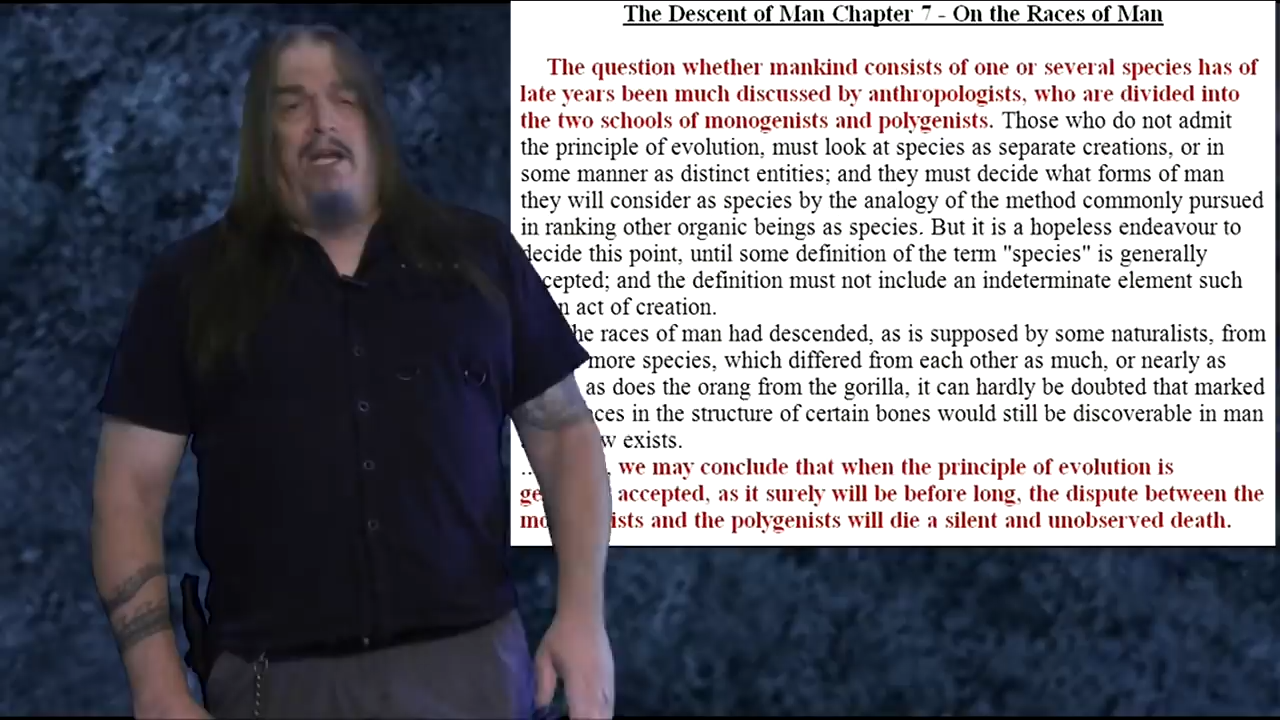 The Descent of Man Chapter 7 - On the Races of Man
The question whether mankind consists of one or several species has of
late years been much discussed by anthropologists, who are divided into
the two schools of monogenists and polygenists. Those who do not admit
the principle of evolution, must look at species as separate creations, or in
some manner as distinct entities; and they must decide what forms of man
they will consider as species by the analogy of the method commonly pursued
in ranking other organic beings as species. But it is a hopeless endeavour to
decide this point, until some definition of the term "species" is generally
cepted; and the definition must not include an indeterminate element such
n act of creation.
he races of man had descended, as is supposed by some naturalists, from
more species, which differed from each other as much, or nearly as
as does the orang from the gorilla, it can hardly be doubted that marked
ces in the structure of certain bones would still be discoverable in man
w exists.
... , we may conclude that when the principle of evolution is
ge accepted, as it surely will be before long, the dispute between the
mo ists and the polygenists will die a silent and unobserved death.